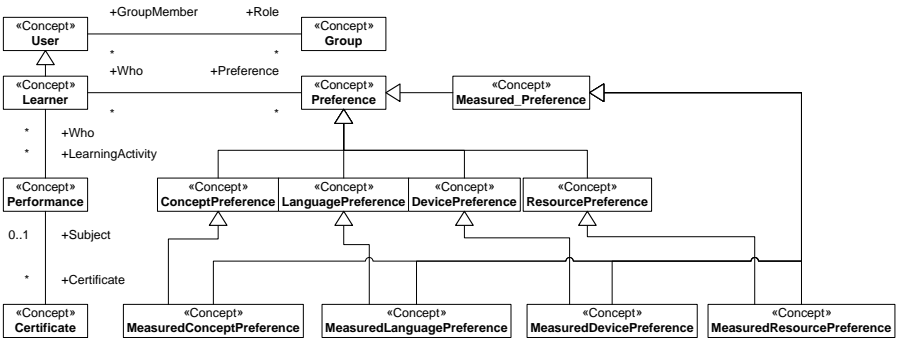 +GroupMember
+Role
«Concept»
User
«Concept»
Group
*
*
+Who
+Preference
«Concept»
Learner
«Concept»
Preference
«Concept»
Measured_Preference
*
*
*
+Who
*
+LearningActivity
«Concept»
Performance
«Concept»
ConceptPreference
«Concept»
LanguagePreference
«Concept»
DevicePreference
«Concept»
ResourcePreference
0..1
+Subject
*
+Certificate
«Concept»
Certificate
«Concept»
MeasuredConceptPreference
«Concept»
MeasuredLanguagePreference
«Concept»
MeasuredDevicePreference
«Concept»
MeasuredResourcePreference